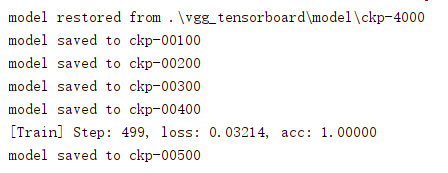 model restored from .\vgg_tensorboard\model\ckp-4000
model saved to ckp-00100
model saved to ckp-00200
model saved to ckp-00300
model saved to ckp-00400
[Train] Step: 499, loss: 0.03214, acc: 1.00000
model saved to ckp-00500